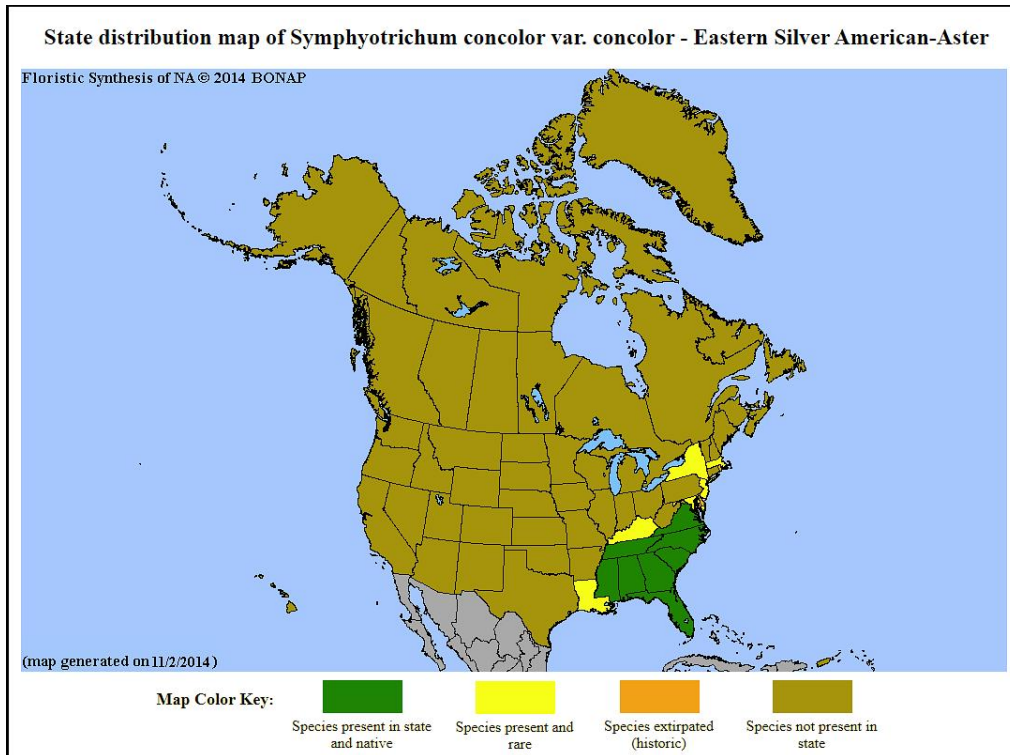 State distribution map of Symphyotrichum concolor var. concolor - Eastern Silver American-Aster
Floristic Synthesis of NA © 2014 BONAP
(map generated on 11/2/2014)
Map Color Key:
Species present in state
and native
Species present and
rare
Species extirpated
(historic)
Species not present in
state